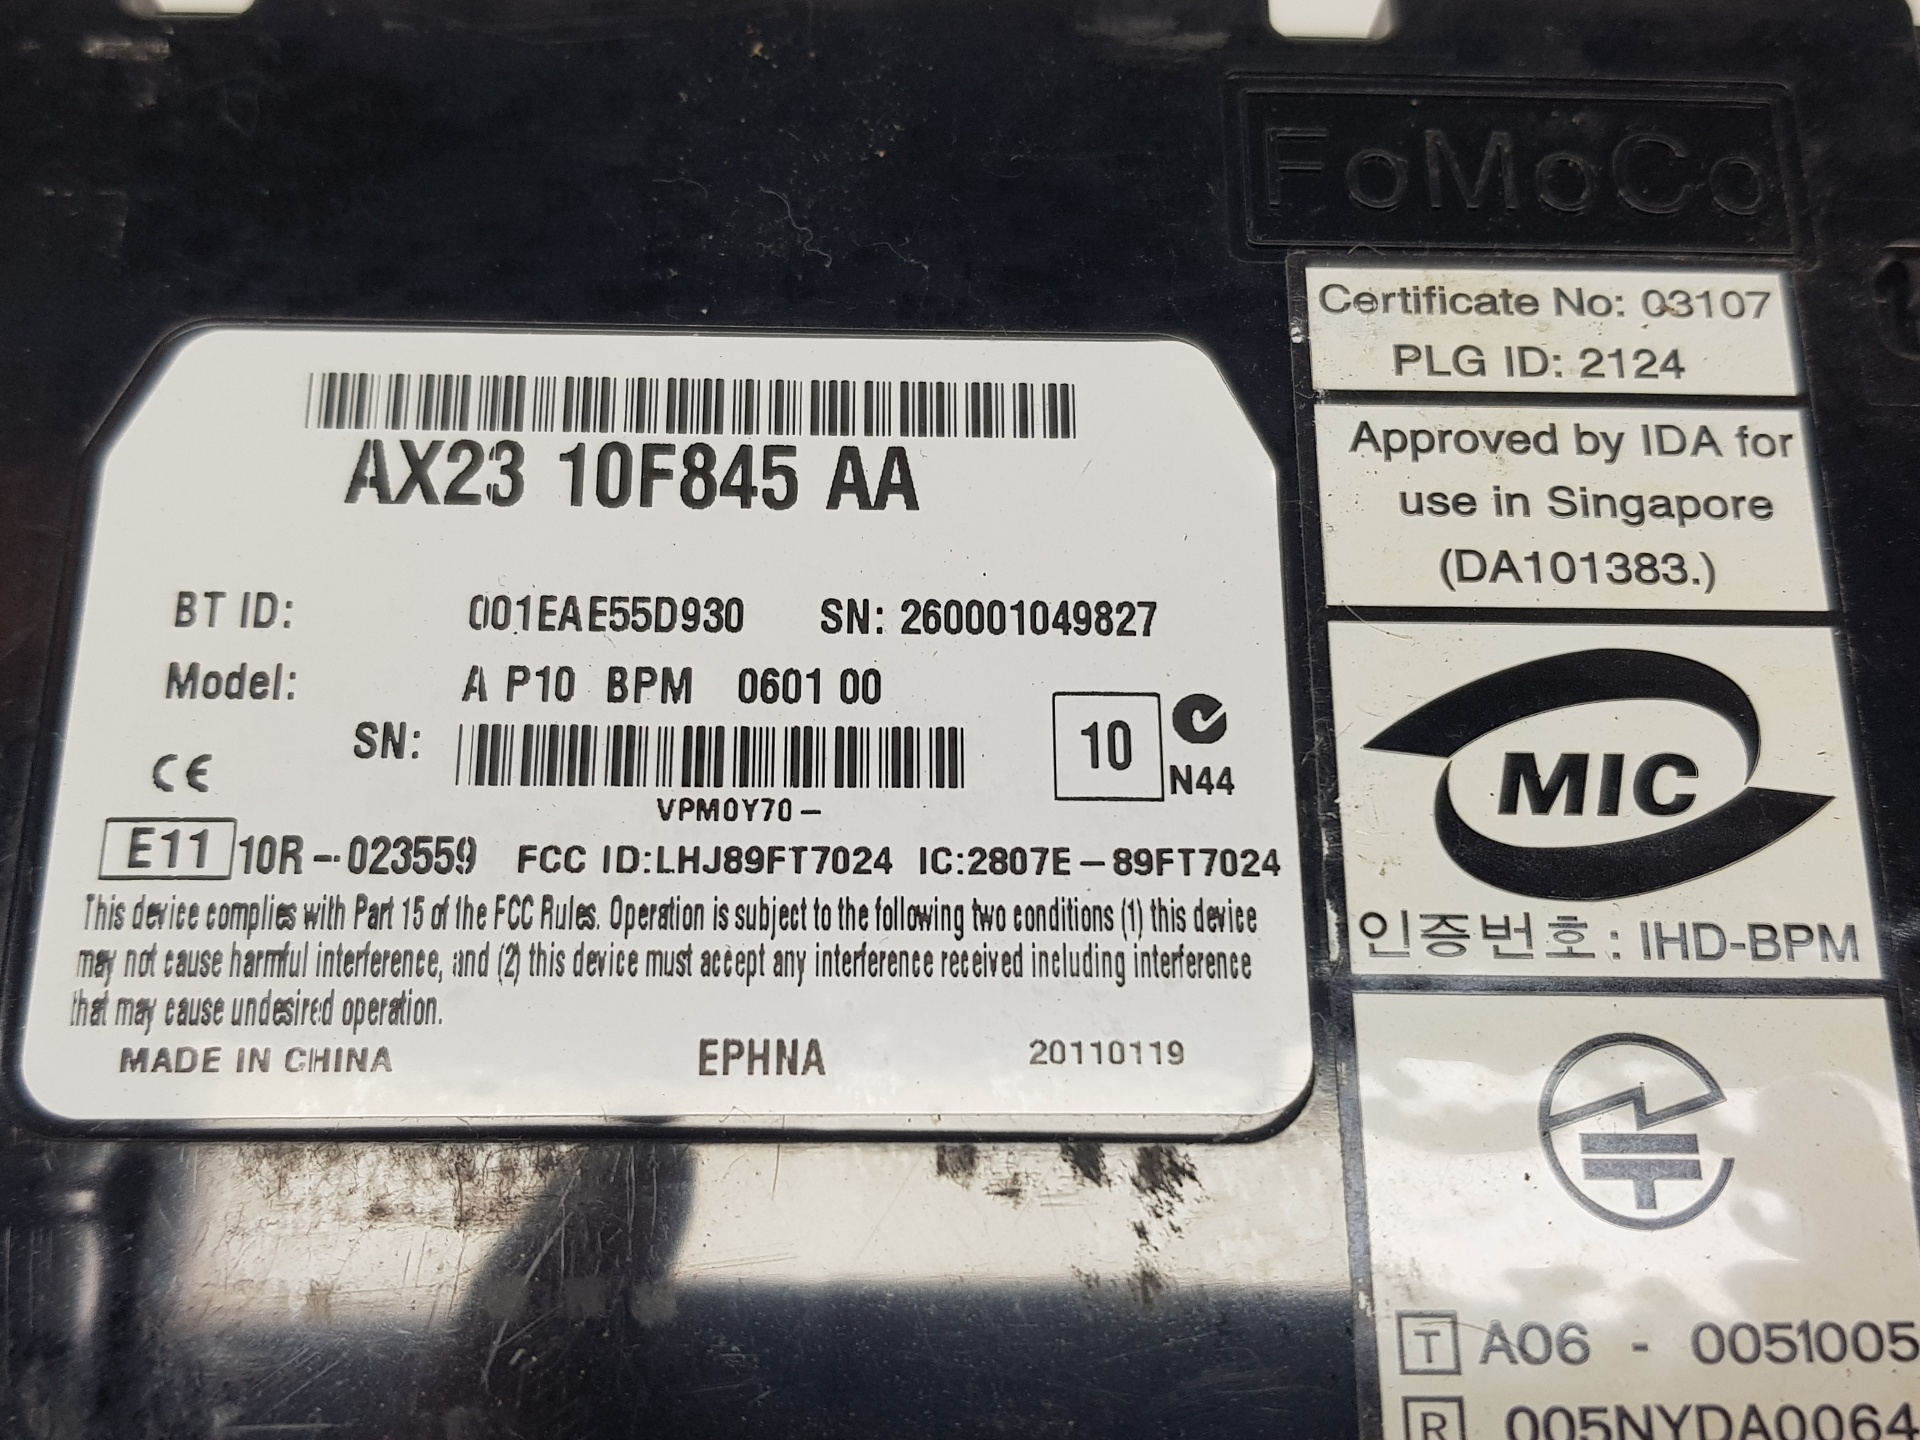 FoMoCo
Certificate No: 03107
PLG ID: 2124
Approved by IDA for
use in Singapore
(DA101383.)
MIC
인증번호: IHD-BPM
T A06 - 0051005
R 005NYDA0064
AX23 10F845 AA
BT ID: 001EAE55D930 SN: 260001049827
Model: A P10 BPM 0601 00
SN:
10
N44
CE
VPM0Y70-
E11 10R-023559 FCC ID:LHJ89FT7024 IC:2807E-89FT7024
This device complies with Part 15 of the FCC Rules. Operation is subject to the following two conditions (1) this device
may not cause harmful interference, and (2) this device must accept any interference received including interference
that may cause undesired operation.
MADE IN CHINA EPHNA 20110119